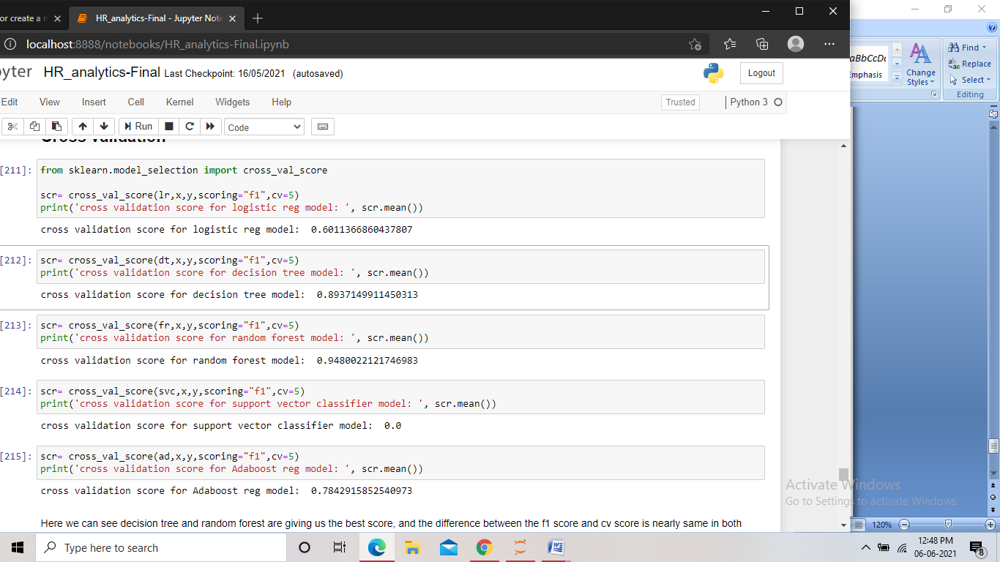 or create a n
HR_analytics-Final - Jupyter Note
localhost:8888/notebooks/HR_analytics-Final.ipynb
yter HR_analytics-Final Last Checkpoint: 16/05/2021 (autosaved)
Logout
Edit View Insert Cell Kernel Widgets Help
Trusted Python 3
Run Code
Cross validation
[211]: from sklearn.model_selection import cross_val_score
scr= cross_val_score(lr,x,y,scoring="f1",cv=5)
print('cross validation score for logistic reg model: ', scr.mean())
cross validation score for logistic reg model:  0.6011366860437807
[212]: scr= cross_val_score(dt,x,y,scoring="f1",cv=5)
print('cross validation score for decision tree model: ', scr.mean())
cross validation score for decision tree model:  0.8937149911450313
[213]: scr= cross_val_score(fr,x,y,scoring="f1",cv=5)
print('cross validation score for random forest model: ', scr.mean())
cross validation score for random forest model:  0.9480022121746983
[214]: scr= cross_val_score(svc,x,y,scoring="f1",cv=5)
print('cross validation score for support vector classifier model: ', scr.mean())
cross validation score for support vector classifier model:  0.0
[215]: scr= cross_val_score(ad,x,y,scoring="f1",cv=5)
print('cross validation score for Adaboost reg model: ', scr.mean())
cross validation score for Adaboost reg model:  0.7842915852540973
Here we can see decision tree and random forest are giving us the best score, and the difference between the f1 score and cv score is nearly same in both
aBbCcDc
Emphasis
Change
Styles
Find
Replace
Select
Editing
Activate Windows
Go to Settings to activate Windows.
120%
Type here to search
12:48 PM
06-06-2021
8